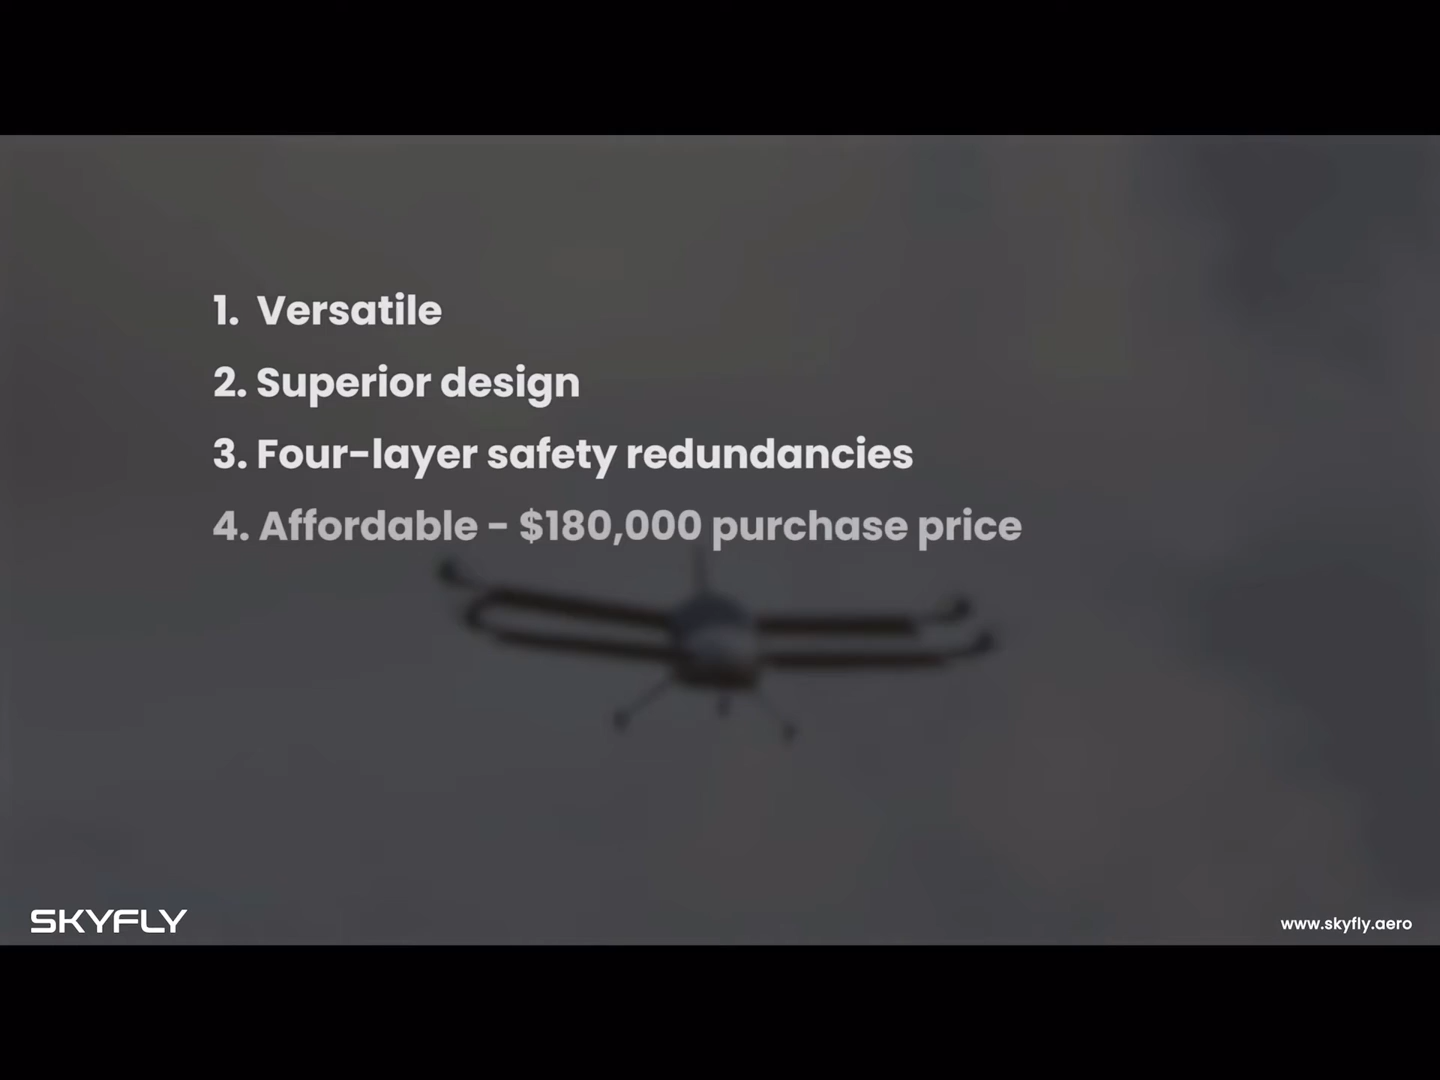 1. Versatile
2. Superior design
3. Four-layer safety redundancies
4. Affordable - $180,000 purchase price
SKYFLY
www.skyfly.aero